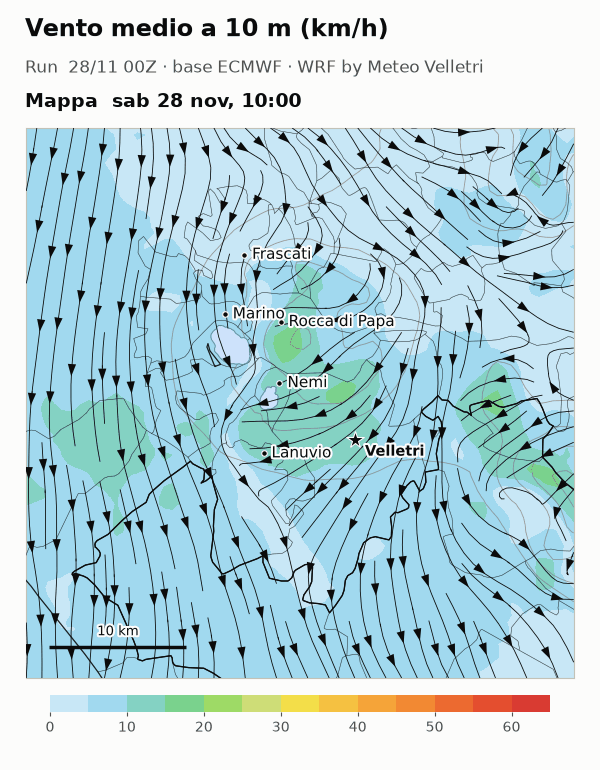 Vento medio a 10 m (km/h)
Run  28/11 00Z · base ECMWF · WRF by Meteo Velletri
Mappa  sab 28 nov, 10:00
Frascati
Marino
Rocca di Papa
Nemi
Velletri
Lanuvio
10 km
0 10 20 30 40 50 60